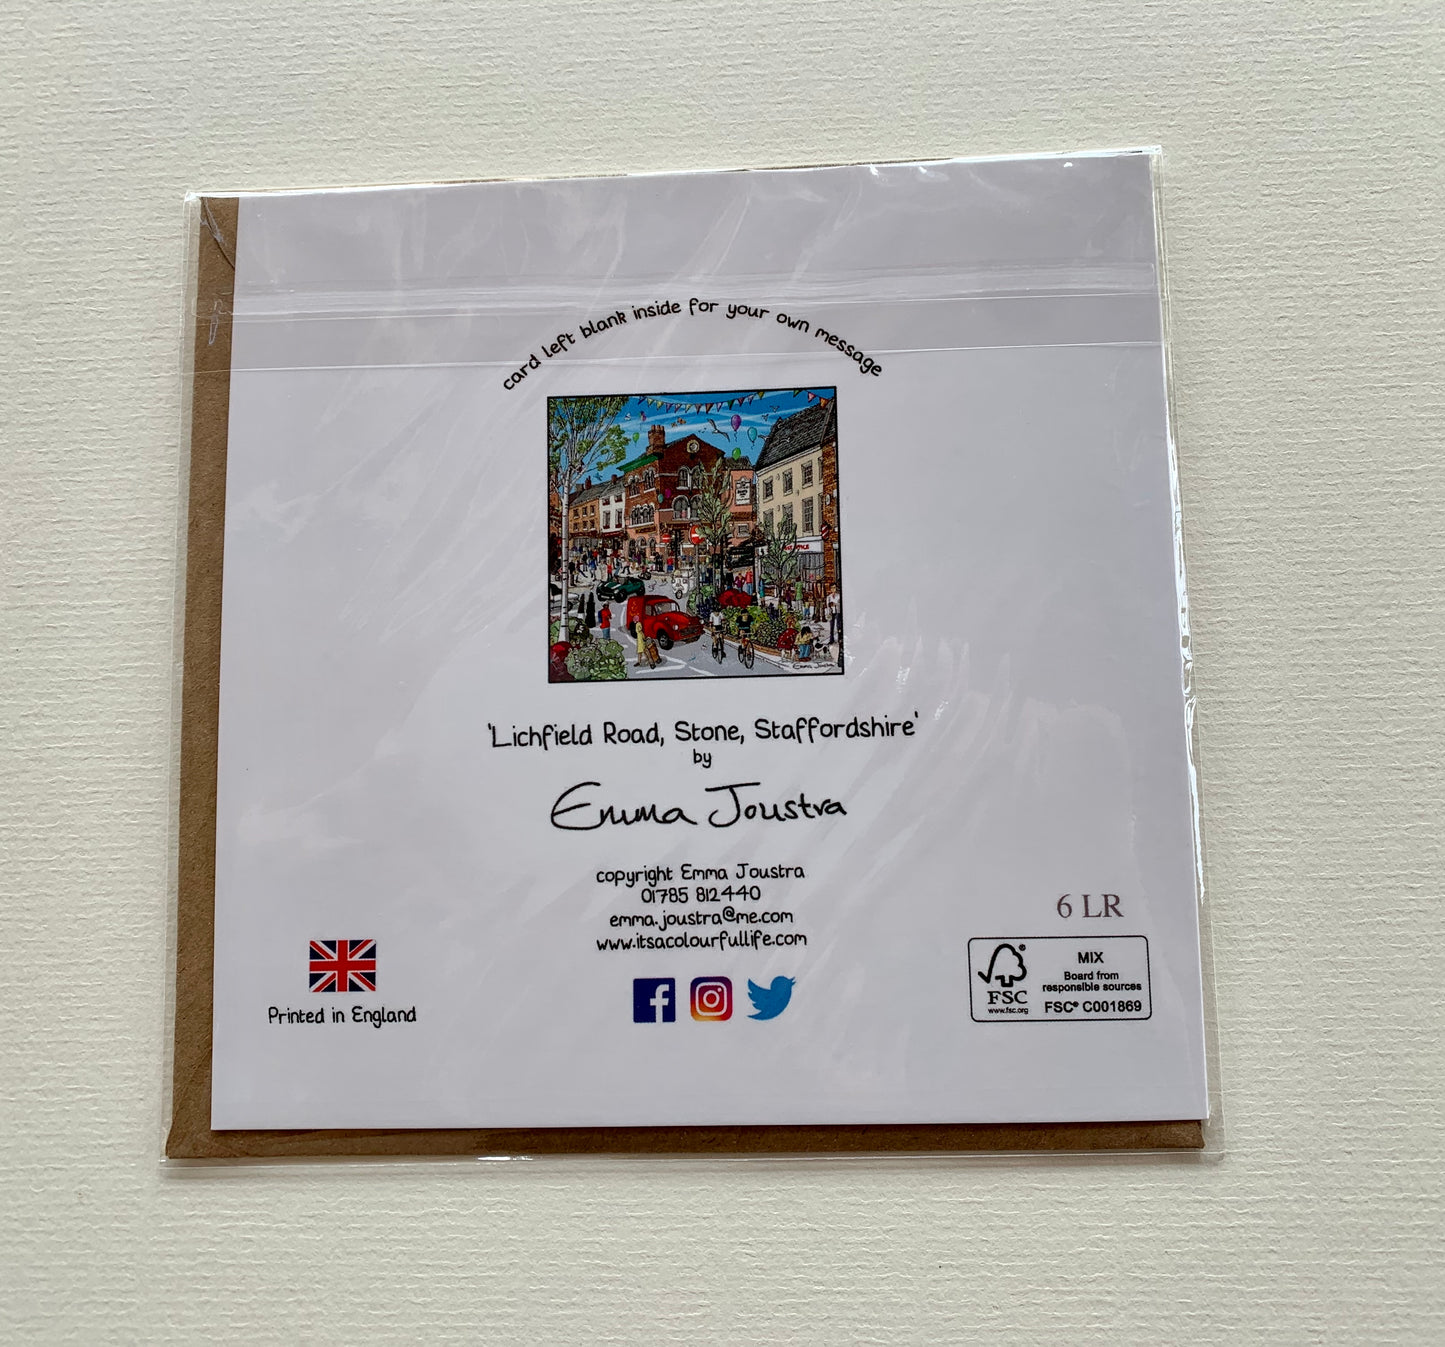 card left blank inside for your own message
Emma Joustra
'Lichfield Road, Stone, Staffordshire'
by
Emma Joustra
copyright Emma Joustra
01785 812440
emma.joustra@me.com
www.itsacolourfullife.com
Printed in England
6 LR
FSC®
www.fsc.org
MIX
Board from
responsible sources
FSC® C001869